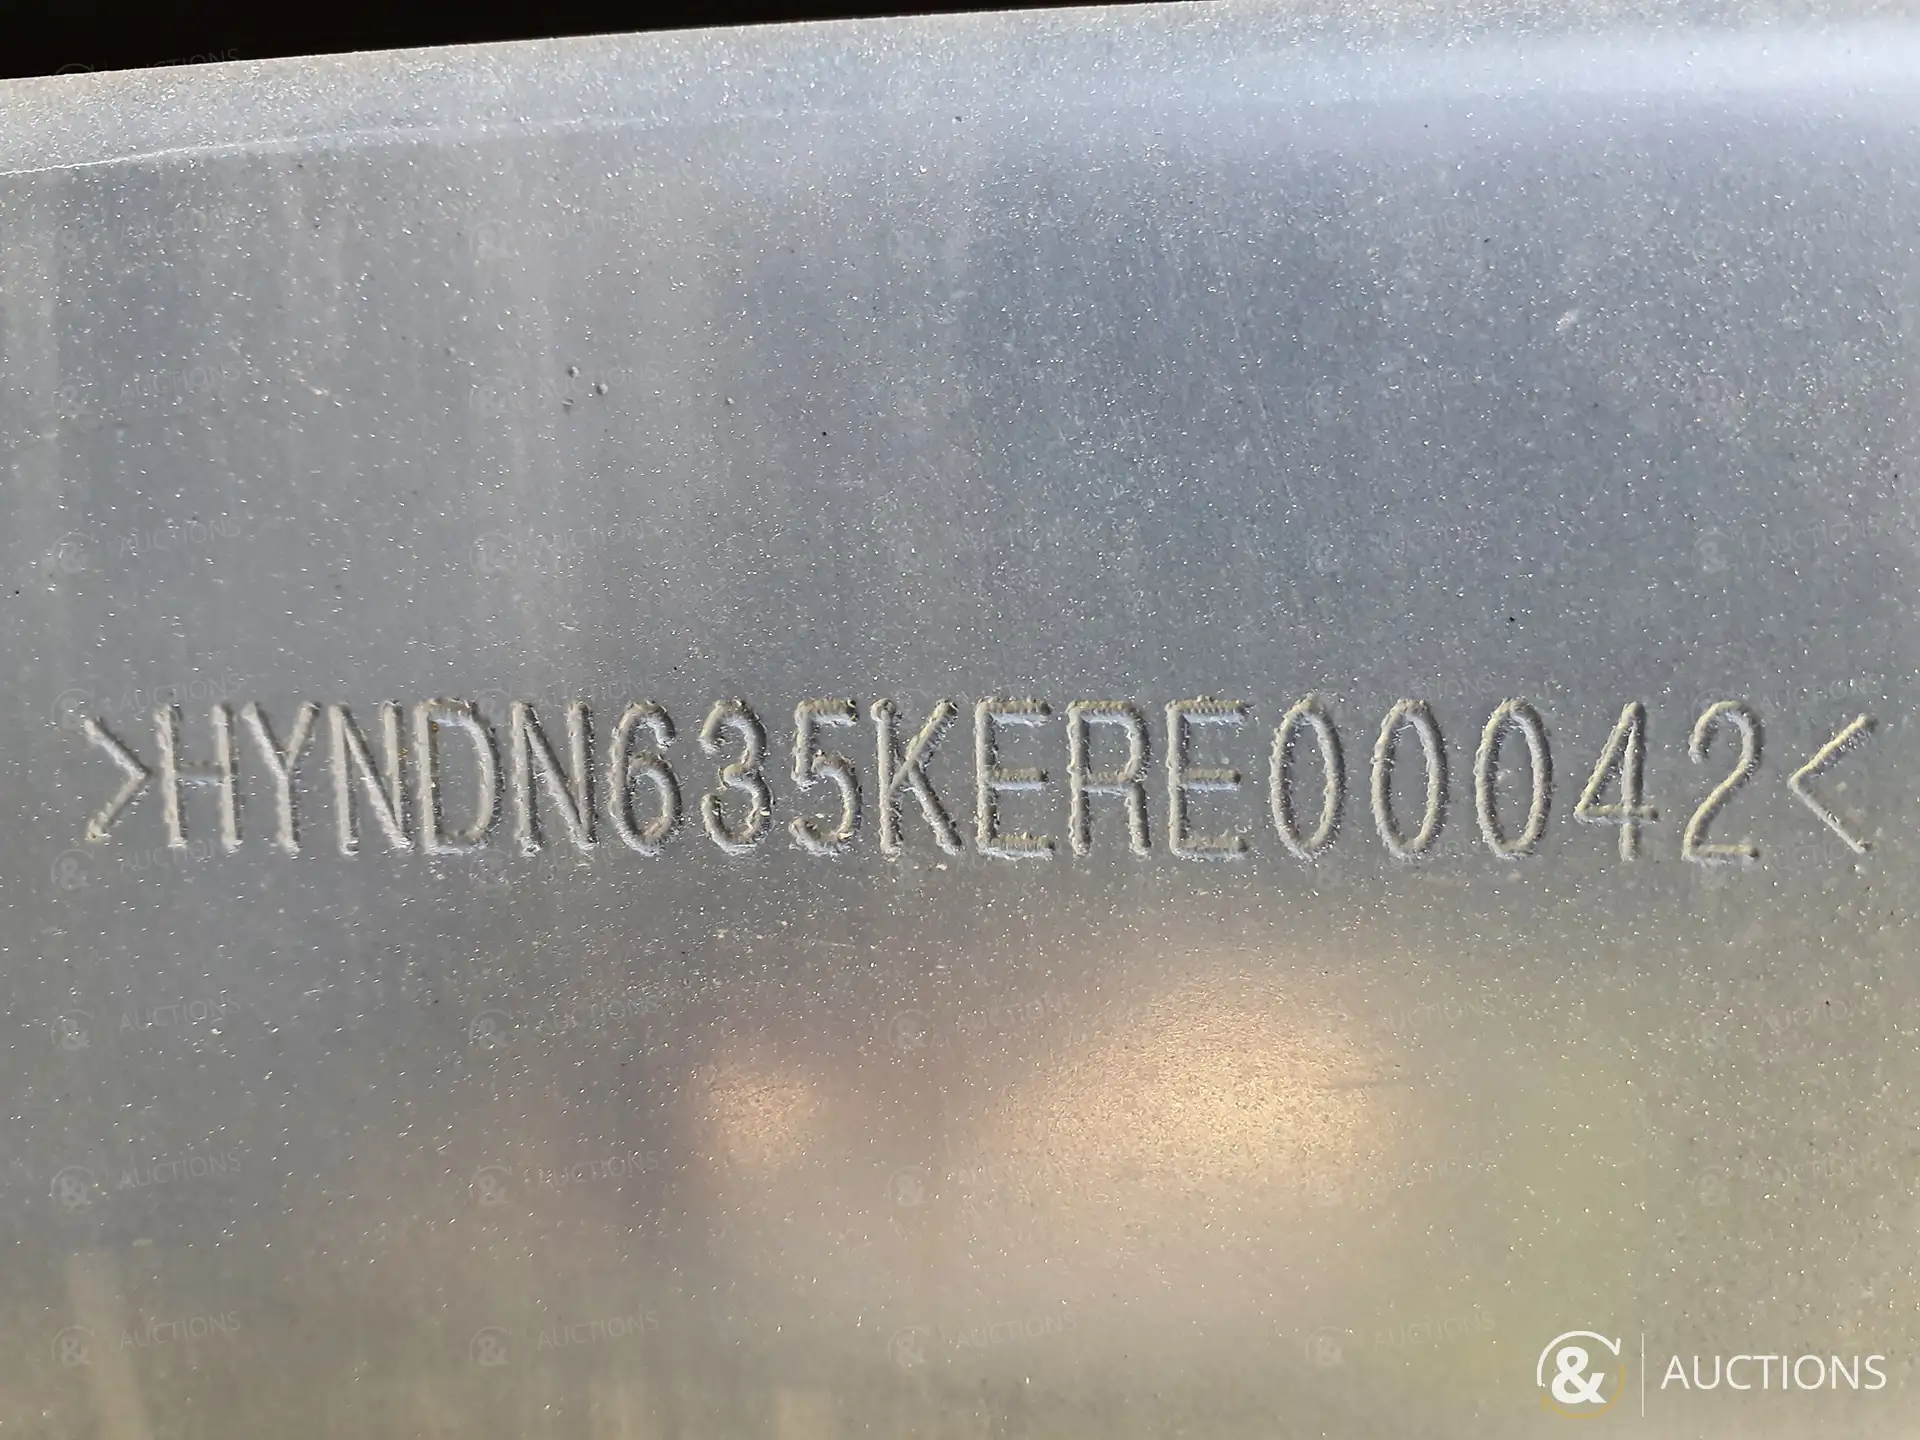 >HYNDN635KERE00042<
& AUCTIONS